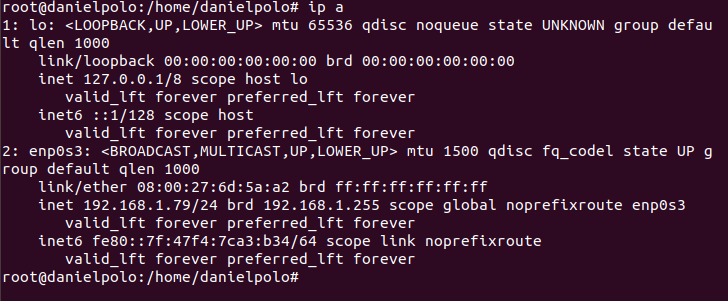 root@danielpolo:/home/danielpolo# ip a
1: lo: <LOOPBACK,UP,LOWER_UP> mtu 65536 qdisc noqueue state UNKNOWN group defau
lt qlen 1000
    link/loopback 00:00:00:00:00:00 brd 00:00:00:00:00:00
    inet 127.0.0.1/8 scope host lo
       valid_lft forever preferred_lft forever
    inet6 ::1/128 scope host
       valid_lft forever preferred_lft forever
2: enp0s3: <BROADCAST,MULTICAST,UP,LOWER_UP> mtu 1500 qdisc fq_codel state UP g
roup default qlen 1000
    link/ether 08:00:27:6d:5a:a2 brd ff:ff:ff:ff:ff:ff
    inet 192.168.1.79/24 brd 192.168.1.255 scope global noprefixroute enp0s3
       valid_lft forever preferred_lft forever
    inet6 fe80::7f:47f4:7ca3:b34/64 scope link noprefixroute
       valid_lft forever preferred_lft forever
root@danielpolo:/home/danielpolo#